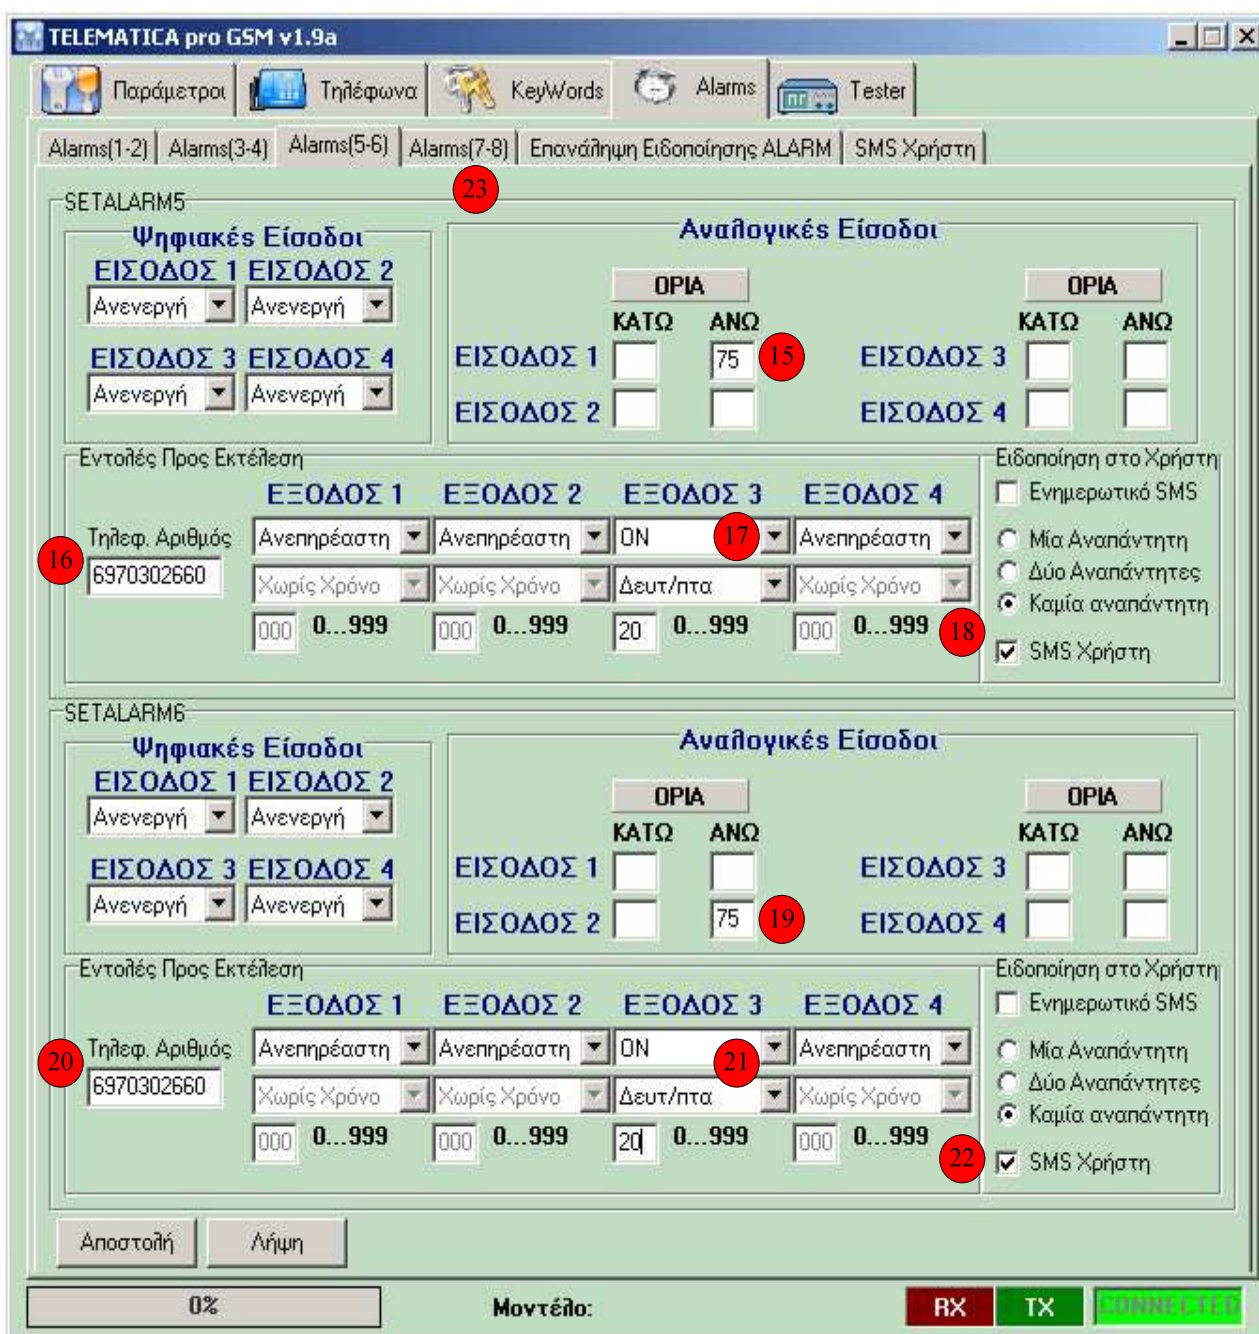 TELEMATICA pro GSM v1.9a
Παράμετροι Τηλέφωνα KeyWords Alarms Tester
Alarms(1-2) Alarms(3-4) Alarms(5-6) Alarms(7-8) Επανάληψη Ειδοποίησης ALARM SMS Χρήστη
23
SETALARM5
Ψηφιακές Είσοδοι Αναλογικές Είσοδοι
ΕΙΣΟΔΟΣ 1 ΕΙΣΟΔΟΣ 2
ΟΡΙΑ ΟΡΙΑ
Ανενεργή Ανενεργή
ΚΑΤΩ ΑΝΩ ΚΑΤΩ ΑΝΩ
ΕΙΣΟΔΟΣ 3 ΕΙΣΟΔΟΣ 4 ΕΙΣΟΔΟΣ 1 75 15 ΕΙΣΟΔΟΣ 3
Ανενεργή Ανενεργή ΕΙΣΟΔΟΣ 2 ΕΙΣΟΔΟΣ 4
Εντολές Προς Εκτέλεση Ειδοποίηση στο Χρήστη
ΕΞΟΔΟΣ 1 ΕΞΟΔΟΣ 2 ΕΞΟΔΟΣ 3 ΕΞΟΔΟΣ 4 Ενημερωτικό SMS
16 Τηλεφ. Αριθμός Ανεπηρέαστη Ανεπηρέαστη ON 17 Ανεπηρέαστη Μία Αναπάντητη
6970302660 Χωρίς Χρόνο Χωρίς Χρόνο Δευτ/πτα Χωρίς Χρόνο Δύο Αναπάντητες
Καμία αναπάντητη
000 0...999 000 0...999 20 0...999 000 0...999 18 SMS Χρήστη
SETALARM6
Ψηφιακές Είσοδοι Αναλογικές Είσοδοι
ΕΙΣΟΔΟΣ 1 ΕΙΣΟΔΟΣ 2
ΟΡΙΑ ΟΡΙΑ
Ανενεργή Ανενεργή
ΚΑΤΩ ΑΝΩ ΚΑΤΩ ΑΝΩ
ΕΙΣΟΔΟΣ 3 ΕΙΣΟΔΟΣ 4 ΕΙΣΟΔΟΣ 1 ΕΙΣΟΔΟΣ 3
Ανενεργή Ανενεργή ΕΙΣΟΔΟΣ 2 75 19 ΕΙΣΟΔΟΣ 4
Εντολές Προς Εκτέλεση Ειδοποίηση στο Χρήστη
ΕΞΟΔΟΣ 1 ΕΞΟΔΟΣ 2 ΕΞΟΔΟΣ 3 ΕΞΟΔΟΣ 4 Ενημερωτικό SMS
20 Τηλεφ. Αριθμός Ανεπηρέαστη Ανεπηρέαστη ON 21 Ανεπηρέαστη Μία Αναπάντητη
6970302660 Χωρίς Χρόνο Χωρίς Χρόνο Δευτ/πτα Χωρίς Χρόνο Δύο Αναπάντητες
Καμία αναπάντητη
000 0...999 000 0...999 20 0...999 000 0...999 22 SMS Χρήστη
Αποστολή Λήψη
0% Μοντέλο: RX TX CONNECTED